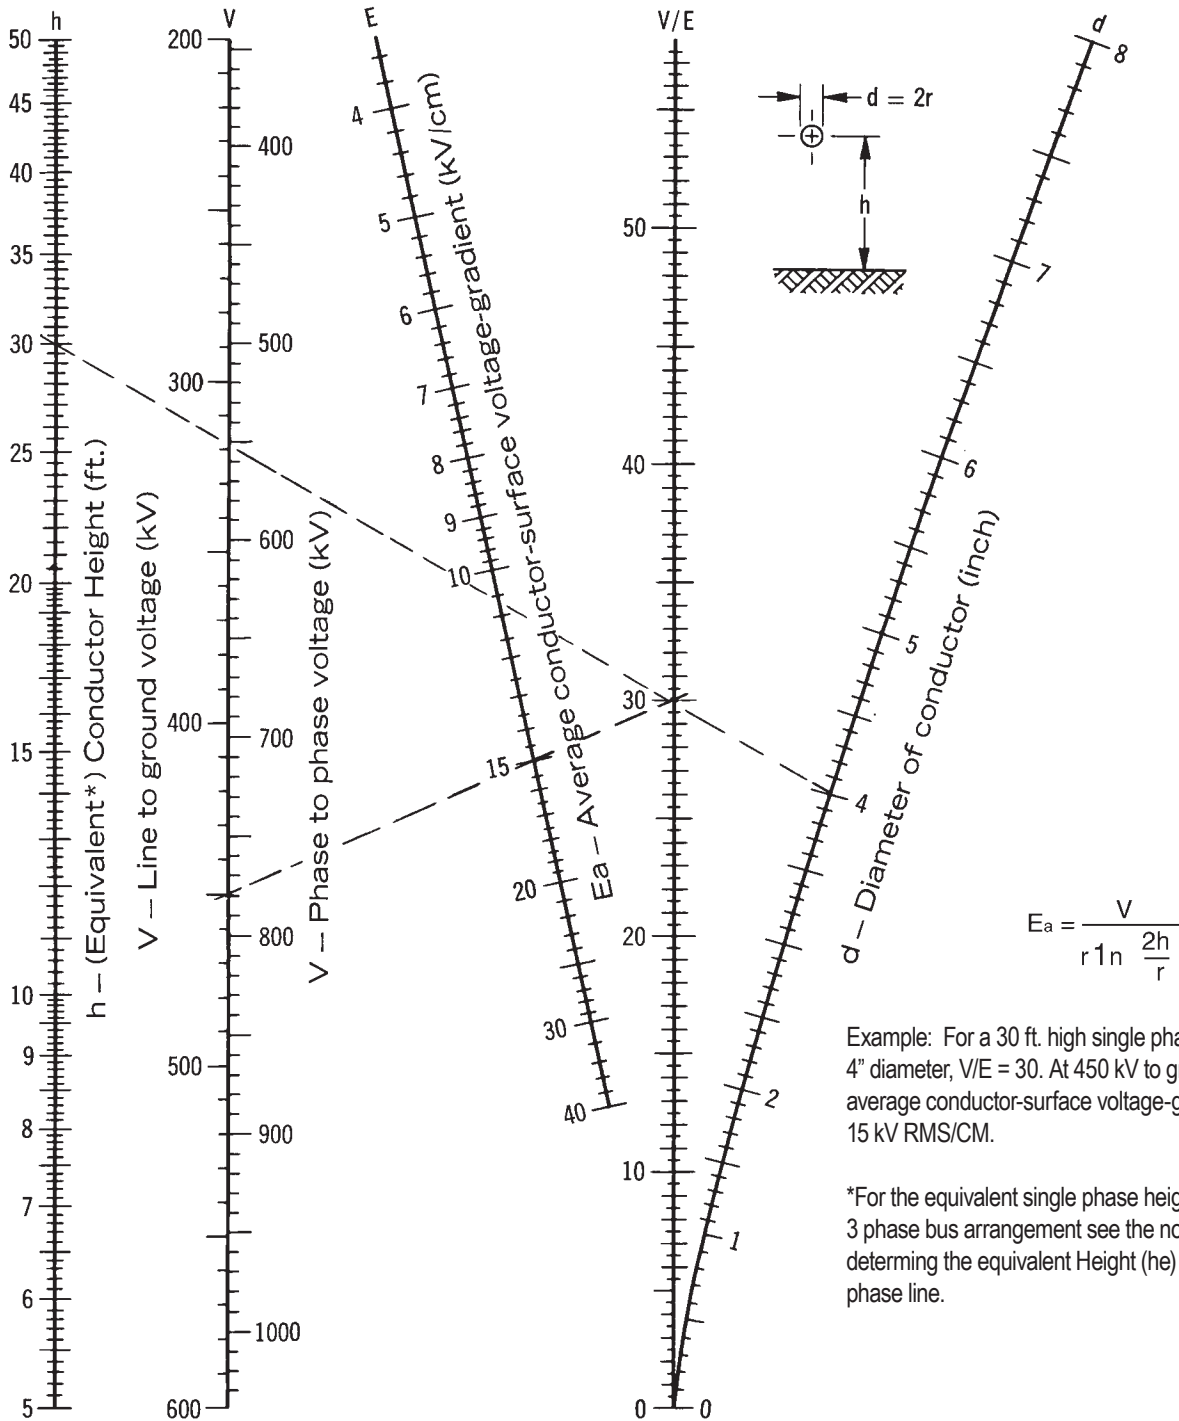 h
V
E
V/E
d
50
45
40
35
30
25
20
15
10
9
8
7
6
5
h – (Equivalent*) Conductor Height (ft.)
200
300
400
500
600
V – Line to ground voltage (kV)
400
500
600
700
800
900
1000
V – Phase to phase voltage (kV)
4
5
6
7
8
9
10
15
20
30
40
Ea – Average conductor-surface voltage-gradient (kV/cm)
50
40
30
20
10
0
8
7
6
5
4
2
1
0
d – Diameter of conductor (inch)
d = 2r
h
Ea = V
r1n 2h
r
Example: For a 30 ft. high single pha
4” diameter, V/E = 30. At 450 kV to g
average conductor-surface voltage-g
15 kV RMS/CM.
*For the equivalent single phase heig
3 phase bus arrangement see the no
determing the equivalent Height (he)
phase line.